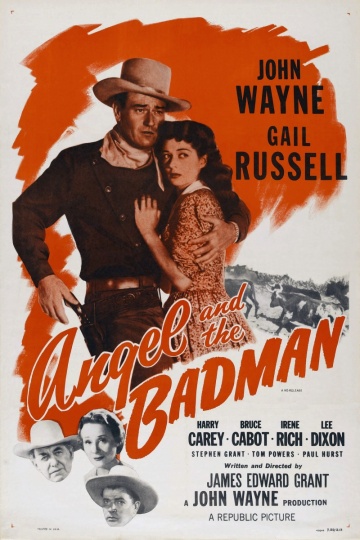 JOHN
WAYNE
GAIL
RUSSELL
Angel and the
BADMAN
HARRY CAREY · BRUCE CABOT · IRENE RICH · LEE DIXON
STEPHEN GRANT · TOM POWERS · PAUL HURST
Written and Directed by
JAMES EDWARD GRANT
A JOHN WAYNE PRODUCTION
A REPUBLIC PICTURE